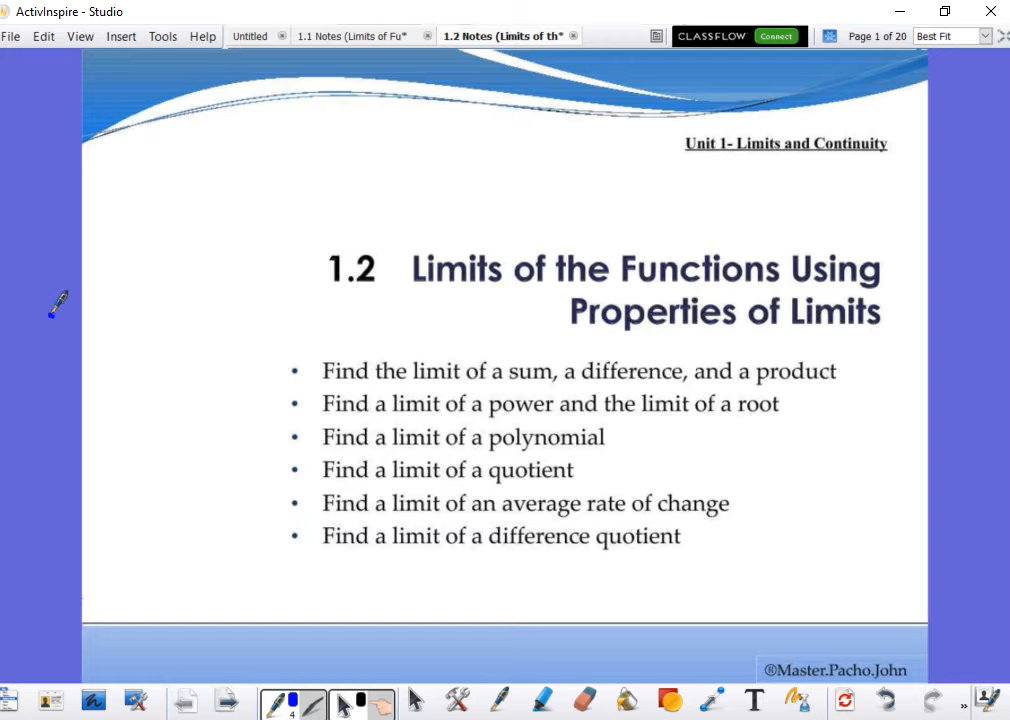 ActivInspire - Studio
File Edit View Insert Tools Help Untitled 1.1 Notes (Limits of Fu* 1.2 Notes (Limits of th* CLASSFLOW Connect Page 1 of 20 Best Fit
Unit 1- Limits and Continuity
1.2 Limits of the Functions Using
Properties of Limits
• Find the limit of a sum, a difference, and a product
• Find a limit of a power and the limit of a root
• Find a limit of a polynomial
• Find a limit of a quotient
• Find a limit of an average rate of change
• Find a limit of a difference quotient
®Master.Pacho.John
4 T »